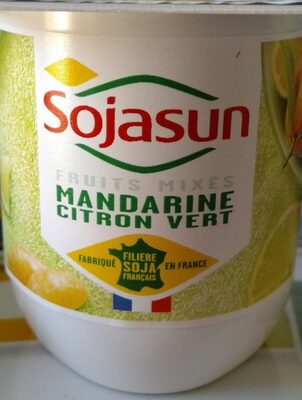 Sojasun
FRUITS MIXÉS
MANDARINE
CITRON VERT
FABRIQUÉ
FILIÈRE
SOJA
FRANÇAIS
EN FRANCE